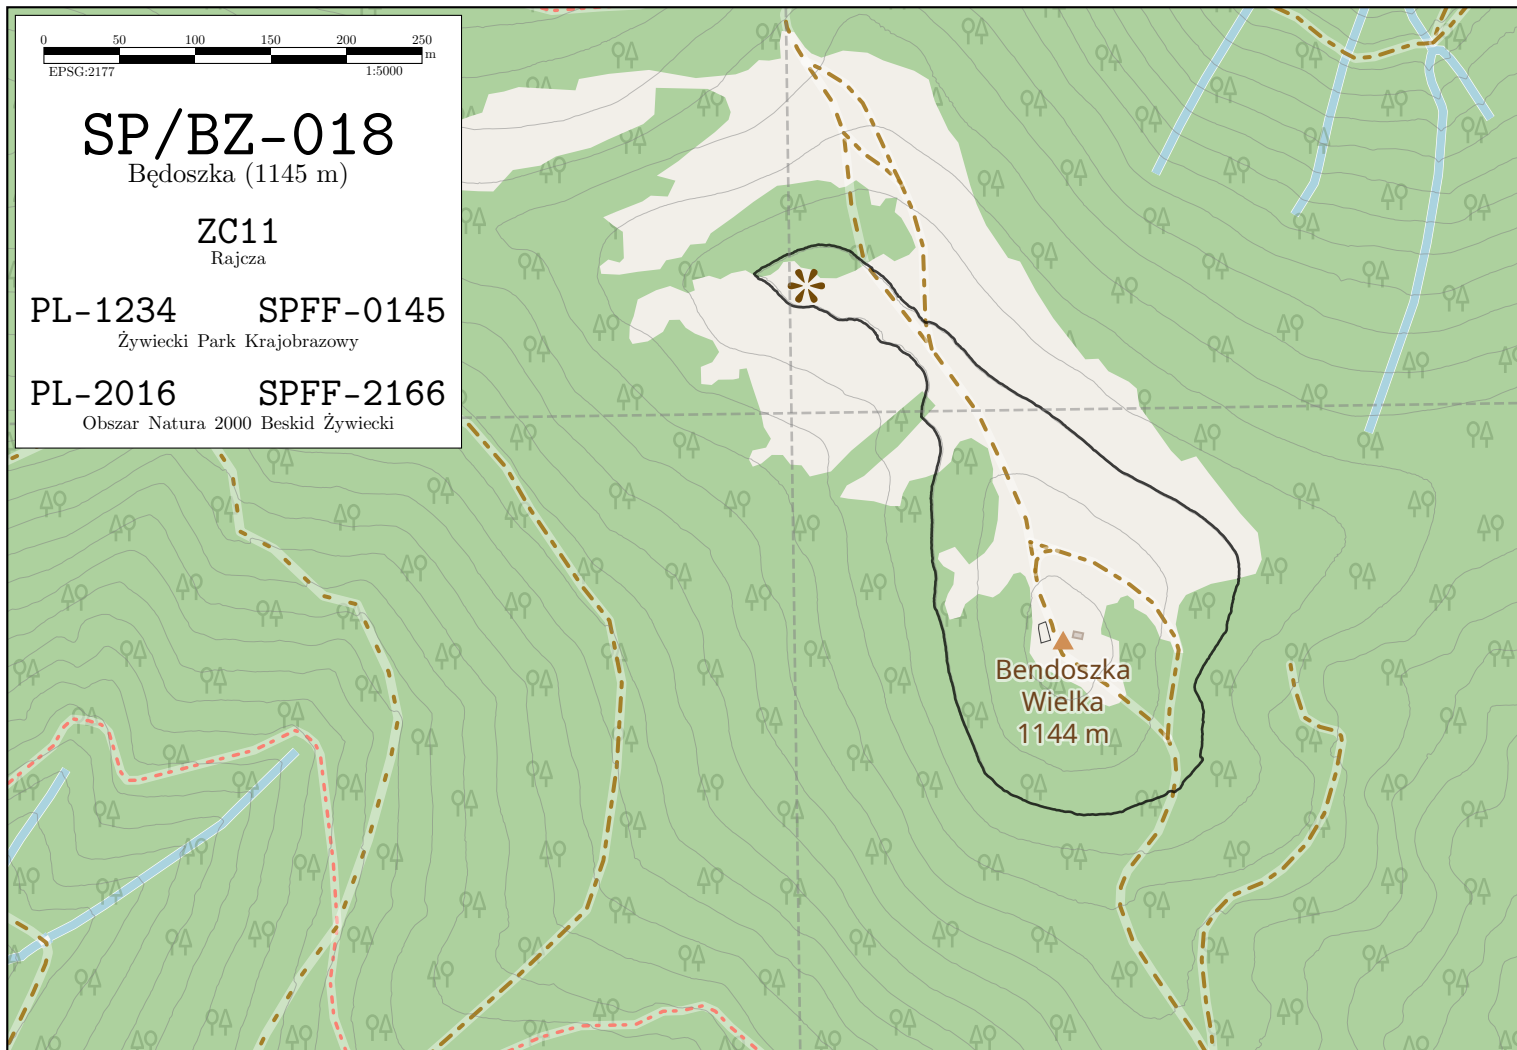 0 50 100 150 200 250
m
EPSG:2177 1:5000
SP/BZ-018
Będoszka (1145 m)
ZC11
Rajcza
PL-1234 SPFF-0145
Żywiecki Park Krajobrazowy
PL-2016 SPFF-2166
Obszar Natura 2000 Beskid Żywiecki
Bendoszka
Wielka
1144 m